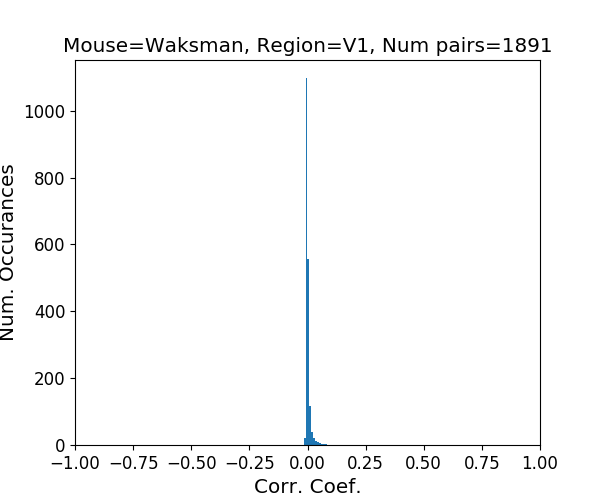 Mouse=Waksman, Region=V1, Num pairs=1891
Num. Occurances
1000
800
600
400
200
0
−1.00 −0.75 −0.50 −0.25 0.00 0.25 0.50 0.75 1.00
Corr. Coef.